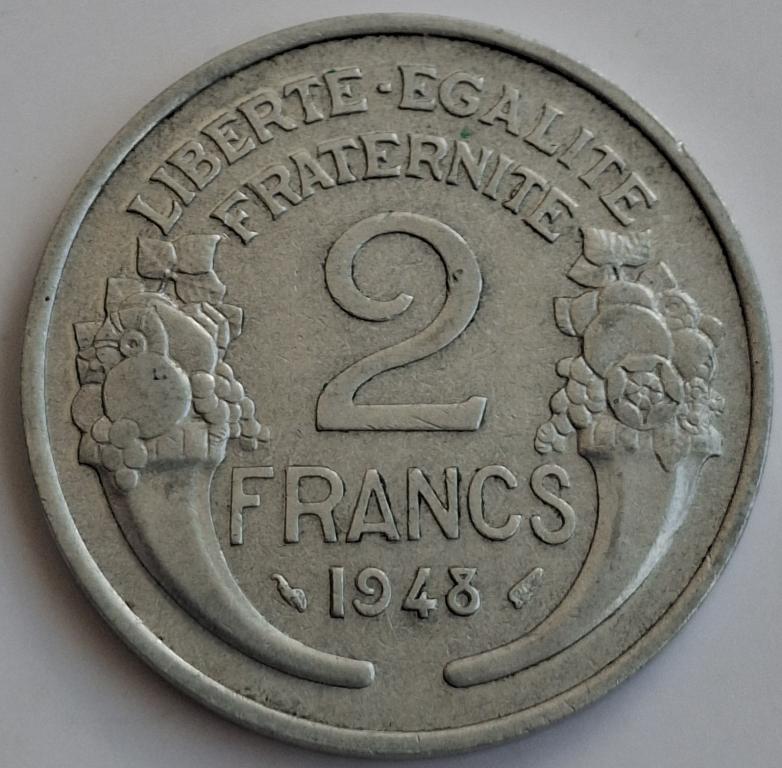 LIBERTE·EGALITE
FRATERNITE
2
FRANCS
1948